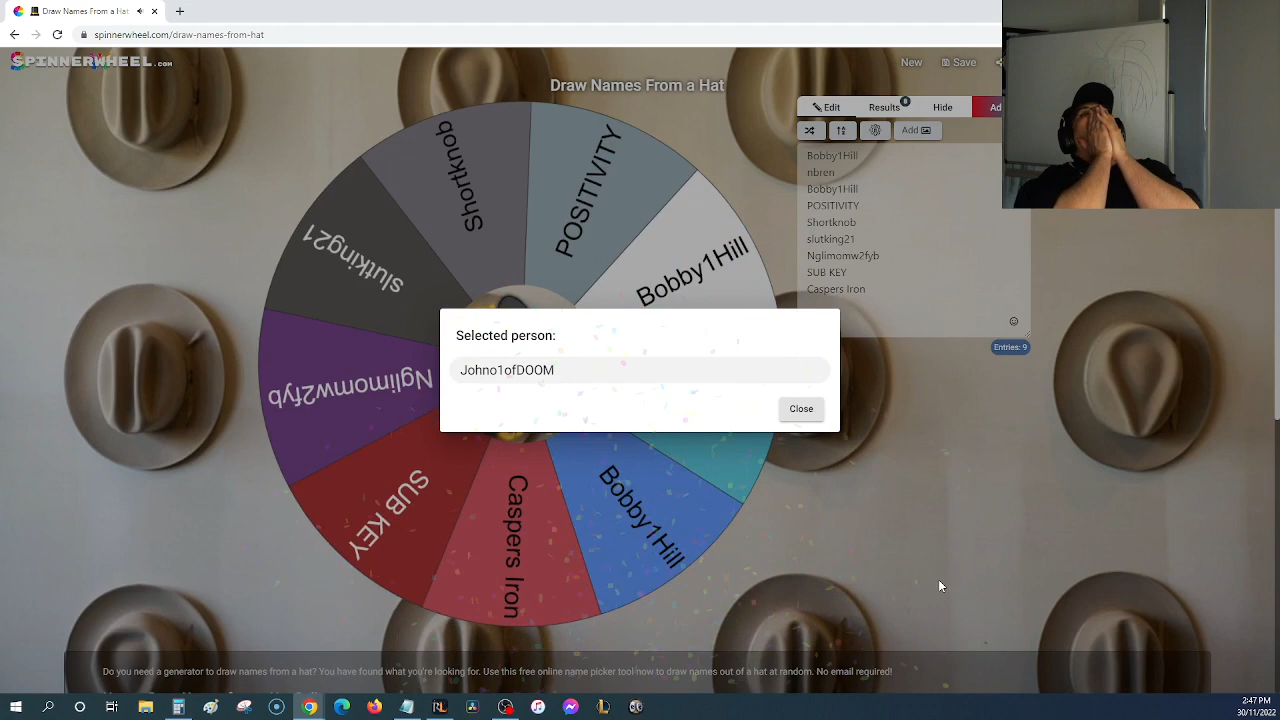 Draw Names From a Hat
spinnerwheel.com/draw-names-from-hat
SPINNERWHEEL.COM
New
Save
Draw Names From a Hat
Edit
Results
8
Hide
Ad
Add
Bobby1Hill
nbren
Bobby1Hill
POSITIVITY
Shortknob
slutking21
Nglimomw2fyb
SUB KEY
Caspers Iron
Entries: 9
Shortknob
POSITIVITY
Bobby1Hill
slutking21
Nglimomw2fyb
SUB KEY
Caspers Iron
Bobby1Hill
Selected person:
Johno1ofDOOM
Close
Do you need a generator to draw names from a hat? You have found what you're looking for. Use this free online name picker tool now to draw names out of a hat at random. No email required!
2:47 PM
30/11/2022